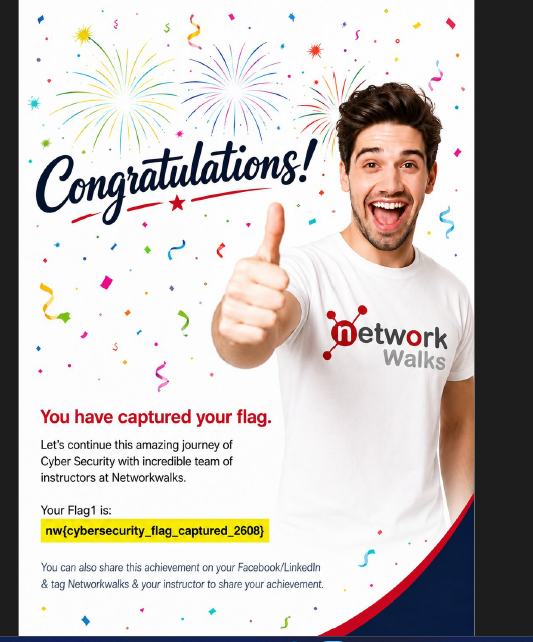 Congratulations!
network
Walks
You have captured your flag.
Let's continue this amazing journey of
Cyber Security with incredible team of
instructors at Networkwalks.
Your Flag1 is:
nw{cybersecurity_flag_captured_2608}
You can also share this achievement on your Facebook/LinkedIn
& tag Networkwalks & your instructor to share your achievement.